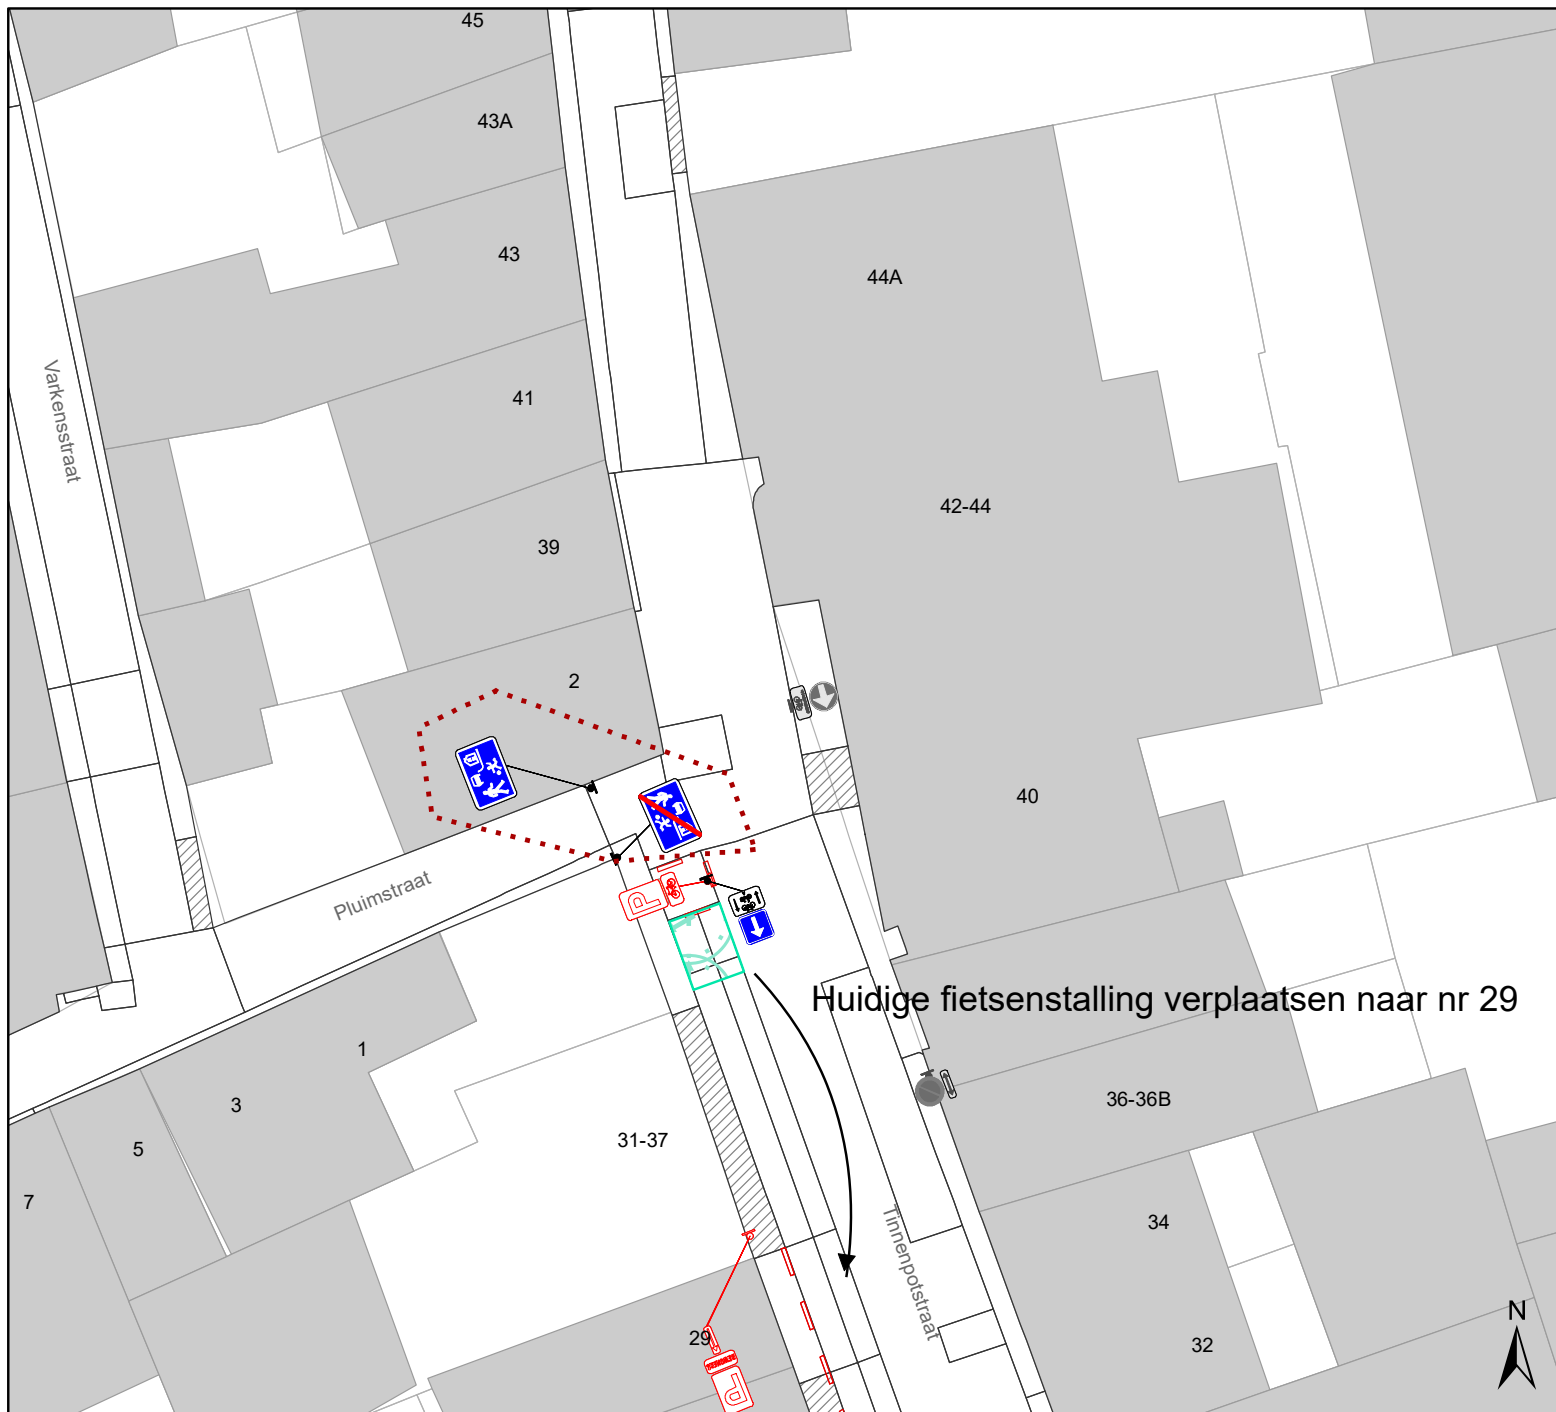 45
43A
43
44A
Varkensstraat
41
42-44
39
2
40
Pluimstraat
P
Huidige fietsenstalling verplaatsen naar nr 29
1
3
36-36B
5
31-37
7
34
Tinnenpotstraat
N
29
32
P